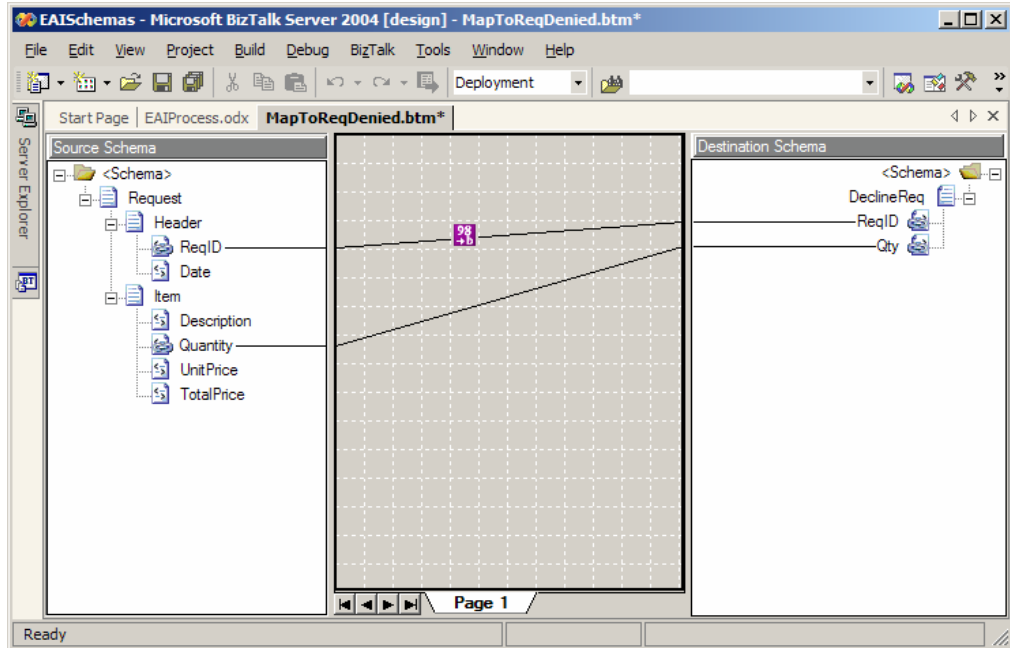 EAISchemas - Microsoft BizTalk Server 2004 [design] - MapToReqDenied.btm*
File Edit View Project Build Debug BizTalk Tools Window Help
Deployment
Start Page EAIProcess.odx MapToReqDenied.btm*
Server Explorer
BT
Source Schema
<Schema>
Request
Header
ReqID
Date
Item
Description
Quantity
UnitPrice
TotalPrice
98
→b
Destination Schema
<Schema>
DeclineReq
ReqID
Qty
Page 1
Ready